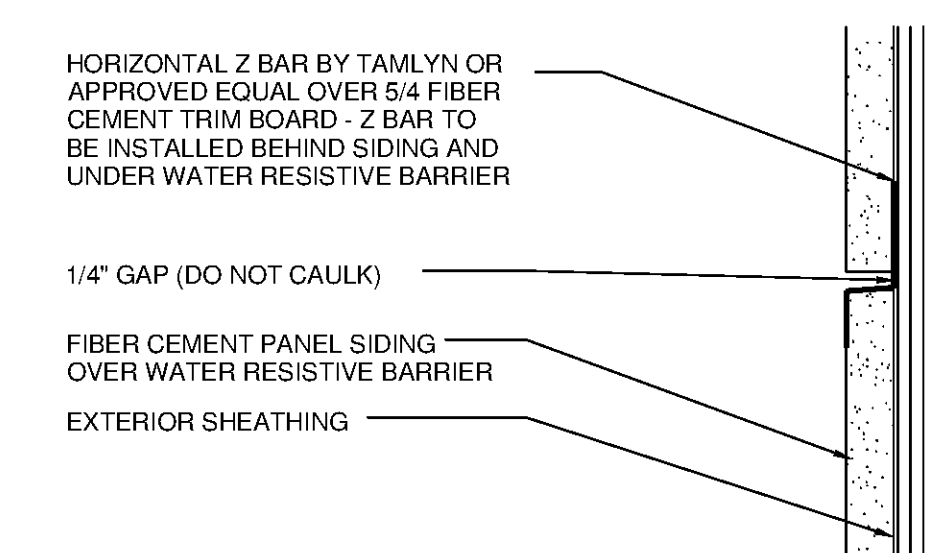 HORIZONTAL Z BAR BY TAMLYN OR
APPROVED EQUAL OVER 5/4 FIBER
CEMENT TRIM BOARD - Z BAR TO
BE INSTALLED BEHIND SIDING AND
UNDER WATER RESISTIVE BARRIER
1/4" GAP (DO NOT CAULK)
FIBER CEMENT PANEL SIDING
OVER WATER RESISTIVE BARRIER
EXTERIOR SHEATHING